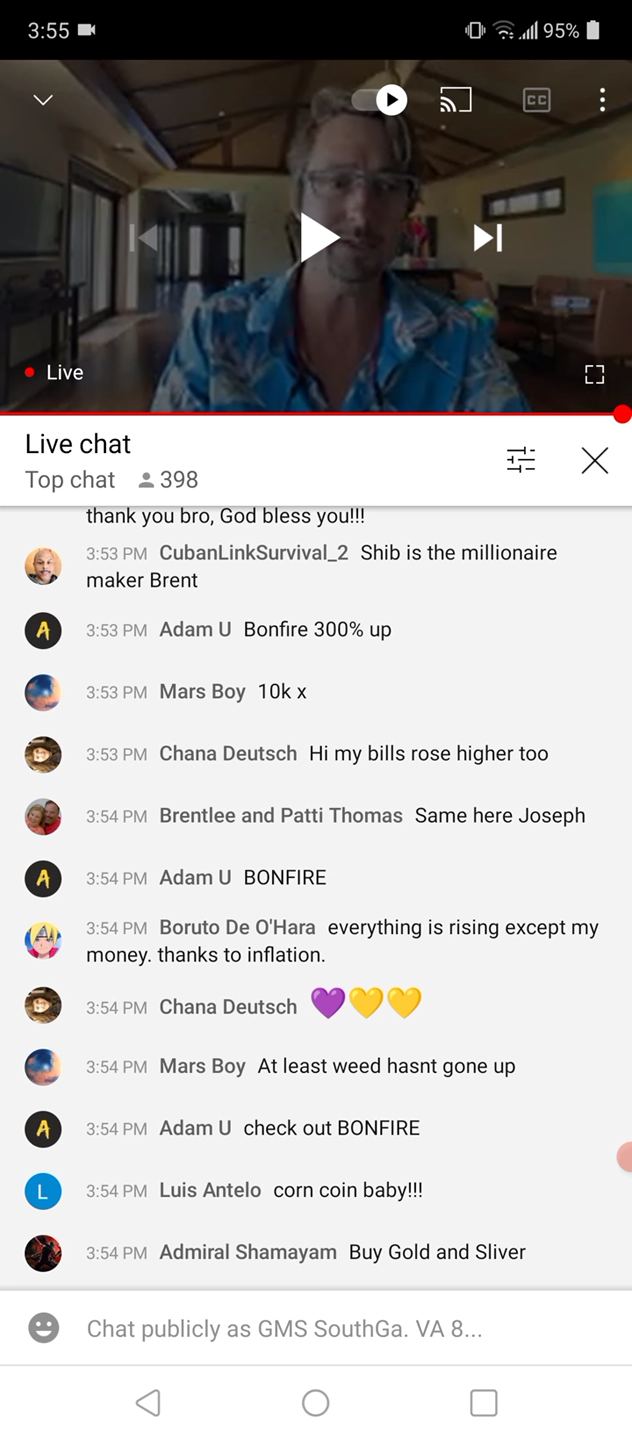 3:55
95%
CC
Live
Live chat
Top chat 398
thank you bro, God bless you!!!
3:53 PM CubanLinkSurvival_2 Shib is the millionaire
maker Brent
A
3:53 PM Adam U Bonfire 300% up
3:53 PM Mars Boy 10k x
3:53 PM Chana Deutsch Hi my bills rose higher too
3:54 PM Brentlee and Patti Thomas Same here Joseph
A
3:54 PM Adam U BONFIRE
3:54 PM Boruto De O'Hara everything is rising except my
money. thanks to inflation.
3:54 PM Chana Deutsch 💜💛💛
3:54 PM Mars Boy At least weed hasnt gone up
A
3:54 PM Adam U check out BONFIRE
L
3:54 PM Luis Antelo corn coin baby!!!
3:54 PM Admiral Shamayam Buy Gold and Sliver
Chat publicly as GMS SouthGa. VA 8...